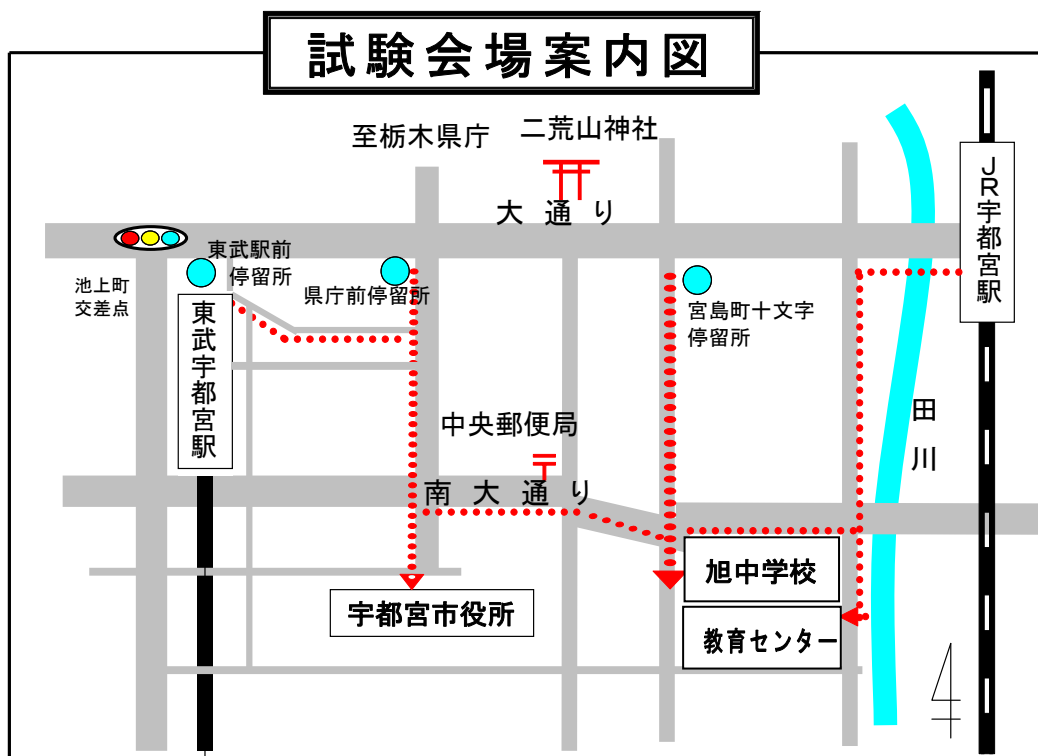 試験会場案内図
至栃木県庁
二荒山神社
大通り
JR宇都宮駅
池上町
交差点
東武駅前
停留所
県庁前停留所
宮島町十文字
停留所
東武宇都宮駅
田川
中央郵便局
〒
南大通り
旭中学校
宇都宮市役所
教育センター